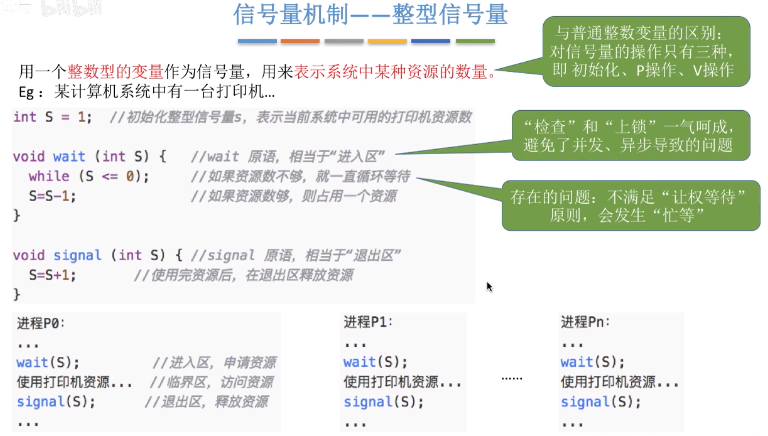 bilibili
信号量机制——整型信号量
与普通整数变量的区别：
对信号量的操作只有三种，
即 初始化、P操作、V操作
用一个整数型的变量作为信号量，用来表示系统中某种资源的数量。
Eg：某计算机系统中有一台打印机...
int S = 1; //初始化整型信号量s，表示当前系统中可用的打印机资源数
“检查”和“上锁”一气呵成，
避免了并发、异步导致的问题
void wait (int S) { //wait 原语，相当于“进入区”
while (S <= 0); //如果资源数不够，就一直循环等待
S=S-1; //如果资源数够，则占用一个资源
}
存在的问题：不满足“让权等待”
原则，会发生“忙等”
void signal (int S) { //signal 原语，相当于“退出区”
S=S+1; //使用完资源后，在退出区释放资源
}
进程P0：
...
wait(S); //进入区，申请资源
使用打印机资源... //临界区，访问资源
signal(S); //退出区，释放资源
...
进程P1：
...
wait(S);
使用打印机资源...
signal(S);
...
......
进程Pn：
...
wait(S);
使用打印机资源...
signal(S);
...